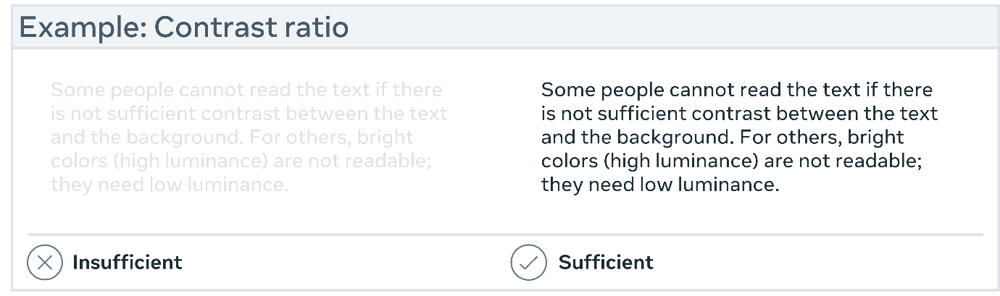 Example: Contrast ratio
Some people cannot read the text if there
is not sufficient contrast between the text
and the background. For others, bright
colors (high luminance) are not readable;
they need low luminance.
Some people cannot read the text if there
is not sufficient contrast between the text
and the background. For others, bright
colors (high luminance) are not readable;
they need low luminance.
Insufficient
Sufficient